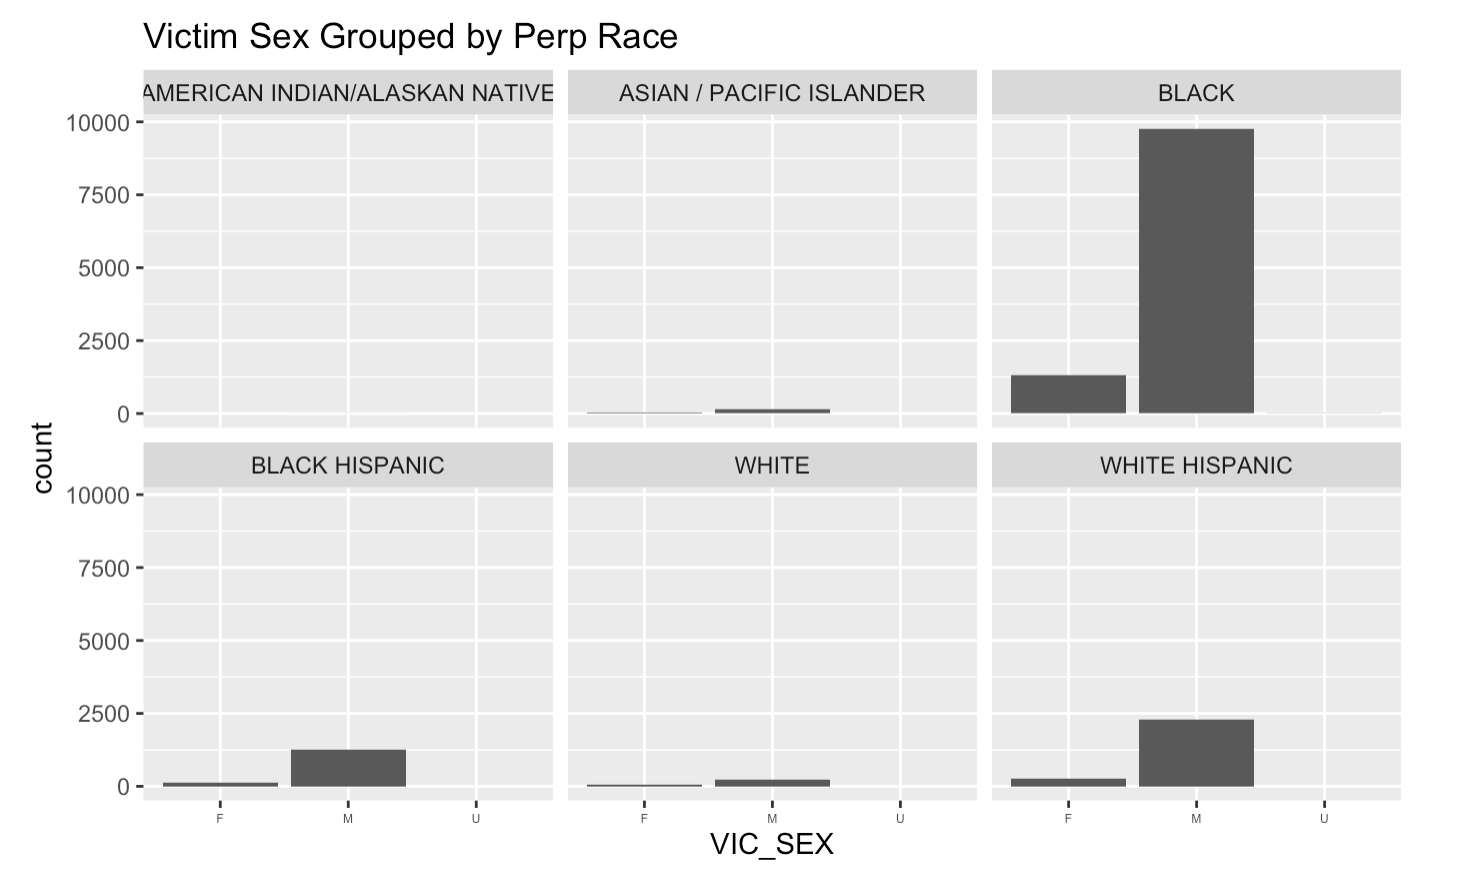 Victim Sex Grouped by Perp Race
AMERICAN INDIAN/ALASKAN NATIVE
ASIAN / PACIFIC ISLANDER
BLACK
10000
7500
5000
2500
0
count
BLACK HISPANIC
WHITE
WHITE HISPANIC
10000
7500
5000
2500
0
F M U F M U F M U
VIC_SEX